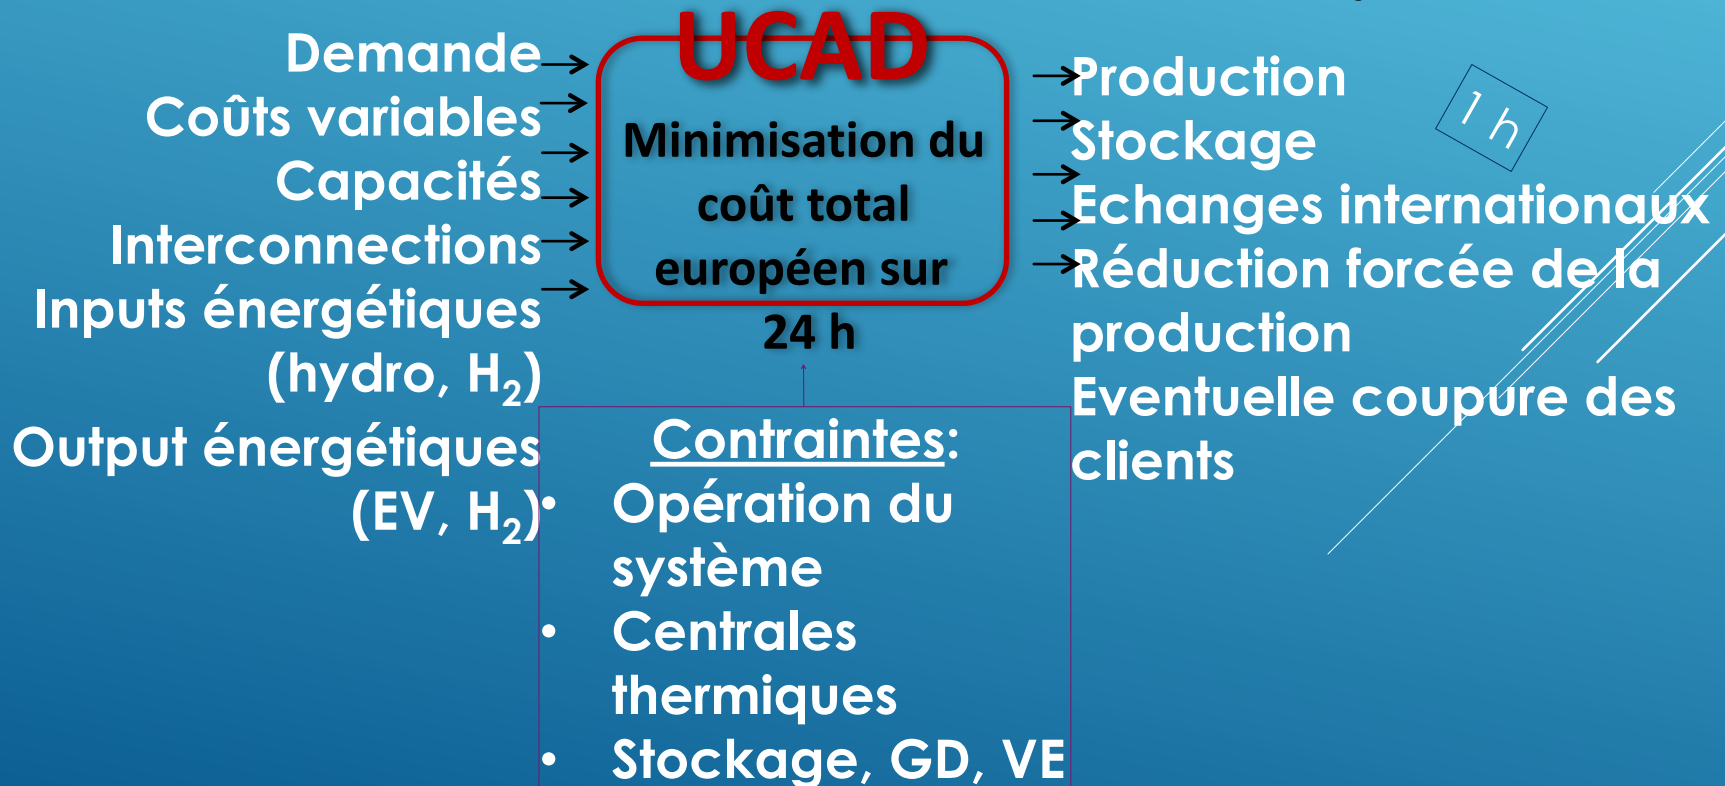 Demande
Coûts variables
Capacités
Interconnections
Inputs énergétiques
(hydro, H₂)
Output énergétiques
(EV, H₂)
UCAD
Minimisation du
coût total
européen sur
24 h
Contraintes:
• Opération du
système
• Centrales
thermiques
• Stockage, GD, VE
Production
Stockage
Echanges internationaux
Réduction forcée de la
production
Eventuelle coupure des
clients
1 h